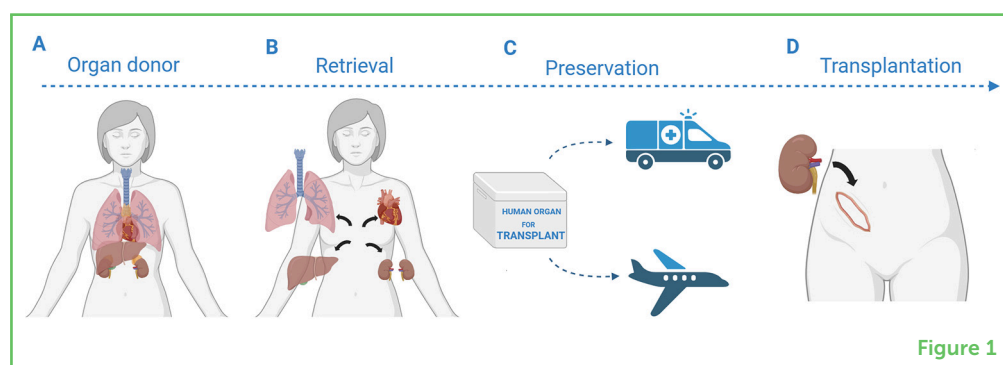 A
Organ donor
B
Retrieval
C
Preservation
D
Transplantation
HUMAN ORGAN
FOR
TRANSPLANT
Figure 1